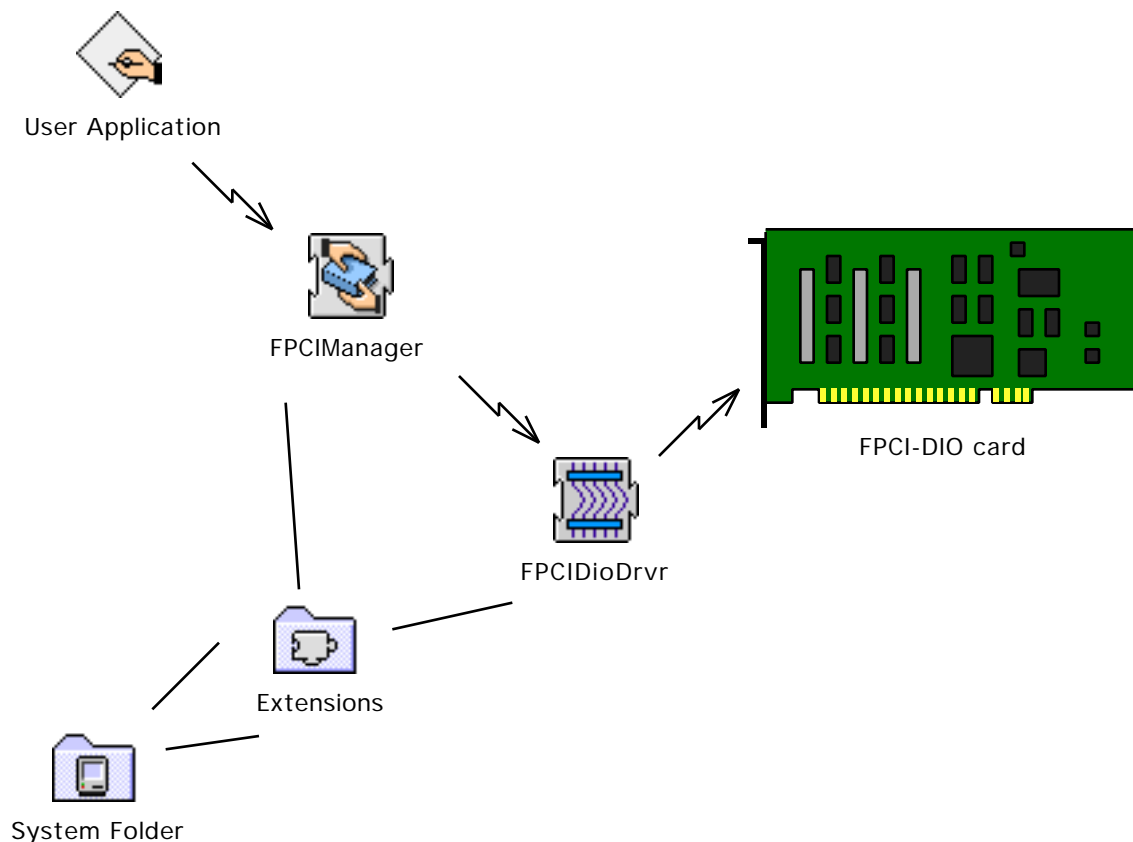 User Application
FPCIManager
FPCI-DIO card
FPCIDioDrvr
Extensions
System Folder